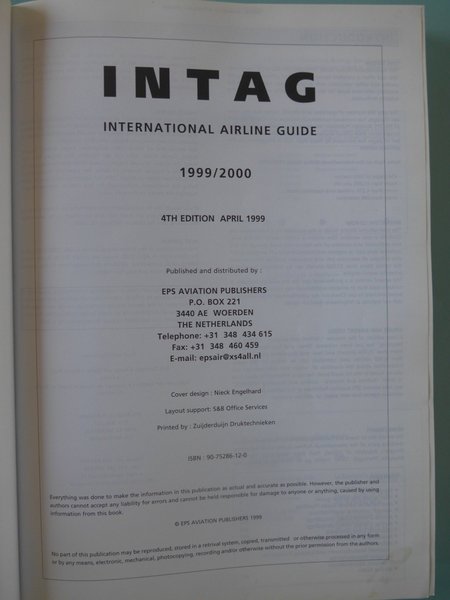 INTAG
INTERNATIONAL AIRLINE GUIDE
1999/2000
4TH EDITION APRIL 1999
Published and distributed by :
EPS AVIATION PUBLISHERS
P.O. BOX 221
3440 AE WOERDEN
THE NETHERLANDS
Telephone: +31 348 434 615
Fax: +31 348 460 459
E-mail: epsair@xs4all.nl
Cover design : Nieck Engelhard
Layout support: S&B Office Services
Printed by : Zuijderduijn Druktechnieken
ISBN : 90-75286-12-0
Everything was done to make the information in this publication as actual and accurate as possible. However, the publisher and
authors cannot accept any liability for errors and cannot be held responsible for damage to anyone or anything, caused by using
information from this book.
© EPS AVIATION PUBLISHERS 1999
No part of this publication may be reproduced, stored in a retrival system, copied, transmitted or otherwise processed in any form
or by any means, electronic, mechanical, photocopying, recording and/or otherwise without the prior permission from the authors.